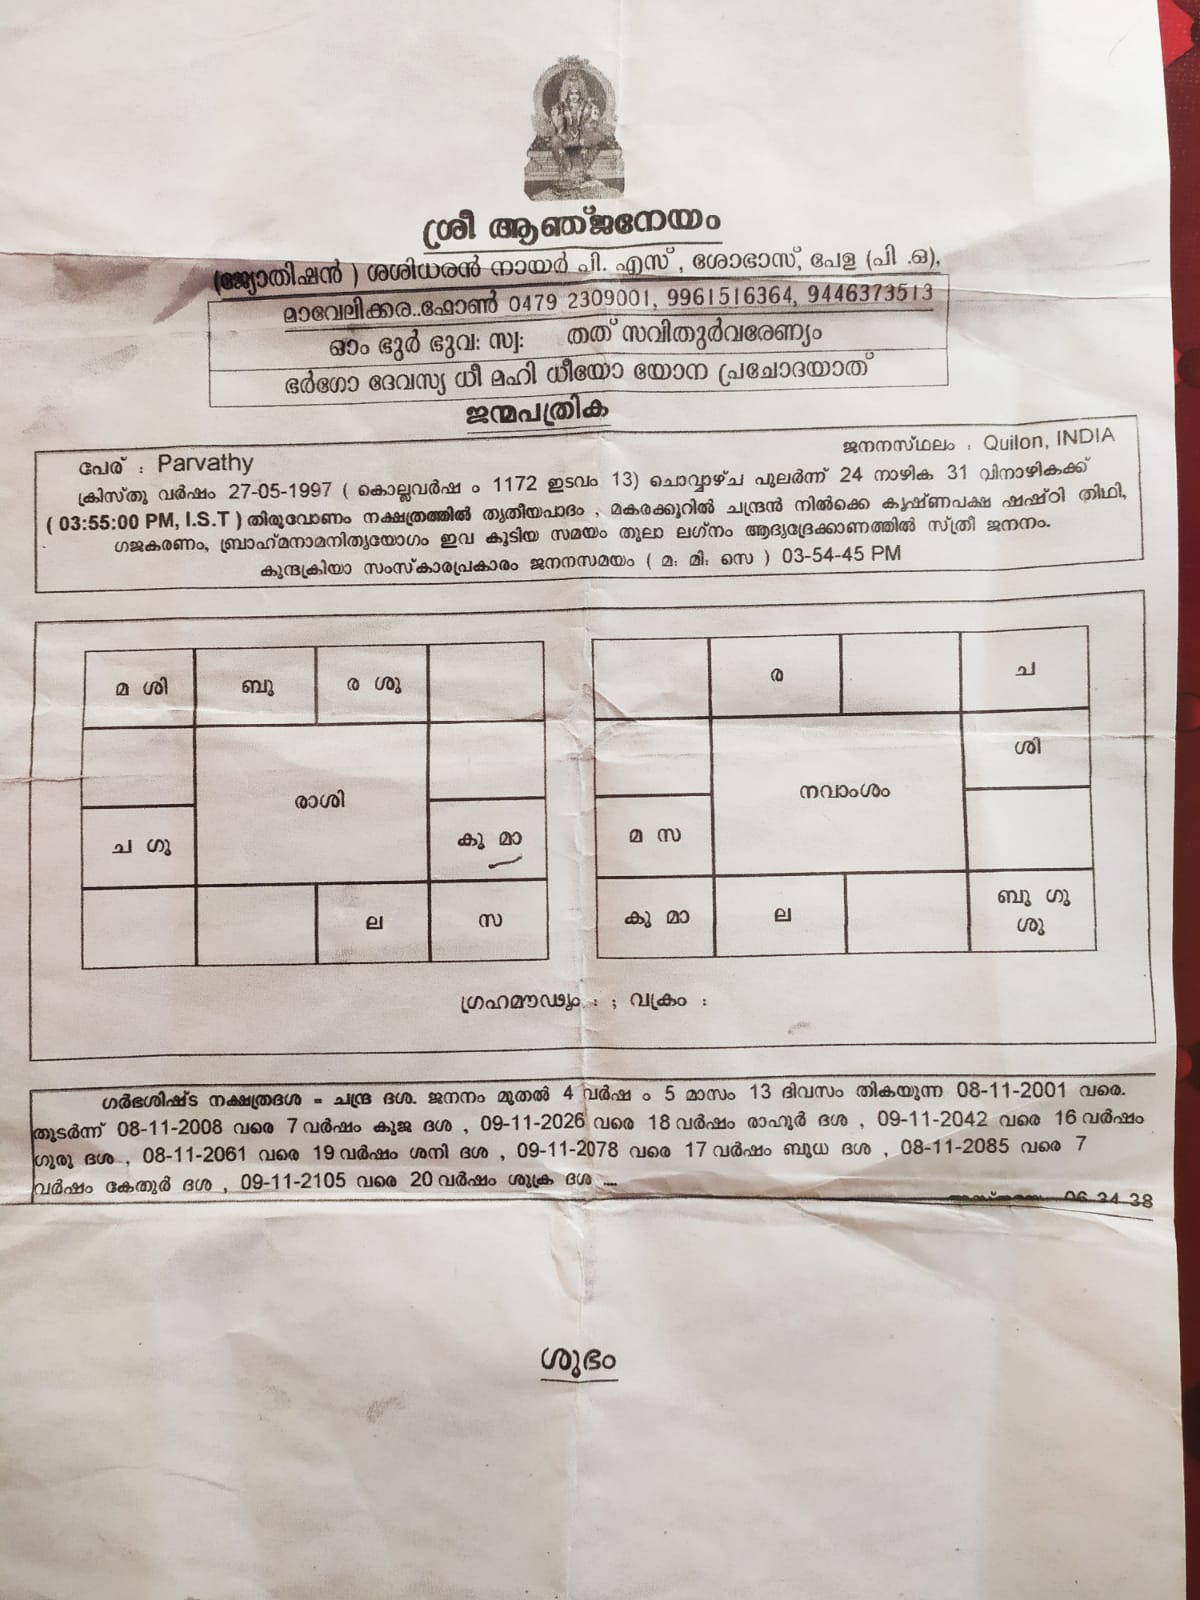 ശ്രീ ആഞ്ജനേയം
(ജ്യോതിഷൻ ) ശശിധരൻ നായർ പി. എസ് , ശോഭാസ്, പേള (പി .ഒ),
മാവേലിക്കര..ഫോൺ 0479 2309001, 9961516364, 9446373513
ഓം ഭുർ ഭുവ: സ്വ: തത് സവിതുർവരേണ്യം
ഭർഗോ ദേവസ്യ ധീ മഹി ധീയോ യോന പ്രചോദയാത്
ജന്മപത്രിക
പേര് : Parvathy ജനനസ്ഥലം : Quilon, INDIA
ക്രിസ്തു വർഷം 27-05-1997 ( കൊല്ലവർഷ ം 1172 ഇടവം 13) ചൊവ്വാഴ്ച പുലർന്ന് 24 നാഴിക 31 വിനാഴികക്ക്
( 03:55:00 PM, I.S.T ) തിരുവോണം നക്ഷത്രത്തിൽ തൃതിയപാദം , മകരക്കൂറിൽ ചന്ദ്രൻ നിൽക്കെ കൃഷ്ണപക്ഷ ഷഷ്ഠി തിഥി,
ഗജകരണം, ബ്രാഹ്മനാമനിതൃയോഗം ഇവ കൂടിയ സമയം തുലാ ലഗ്നം ആദ്യദ്രേക്കാണത്തിൽ സ്ത്രീ ജനനം.
കുന്ദക്രിയാ സംസ്കാരപ്രകാരം ജനനസമയം ( മ: മി: സെ ) 03-54-45 PM
മ ശി ബു ര ശു
രാശി
ച ഗു കു മാ
ല സ
ര ച
ശി
നവാംശം
മ സ
കു മാ ല ബു ഗു
ശു
ഗ്രഹമൗഢ്യം : ; വക്രം :
ഗർഭശിഷ്ട നക്ഷത്രദശ = ചന്ദ്ര ദശ. ജനനം മുതൽ 4 വർഷ ം 5 മാസം 13 ദിവസം തികയുന്ന 08-11-2001 വരെ.
തുടർന്ന് 08-11-2008 വരെ 7 വർഷം കുജ ദശ , 09-11-2026 വരെ 18 വർഷം രാഹുർ ദശ , 09-11-2042 വരെ 16 വർഷം
ഗുരു ദശ , 08-11-2061 വരെ 19 വർഷം ശനി ദശ , 09-11-2078 വരെ 17 വർഷം ബുധ ദശ , 08-11-2085 വരെ 7
വർഷം കേതുർ ദശ , 09-11-2105 വരെ 20 വർഷം ശുക്ര ദശ ....
06-34-38
ശുഭം